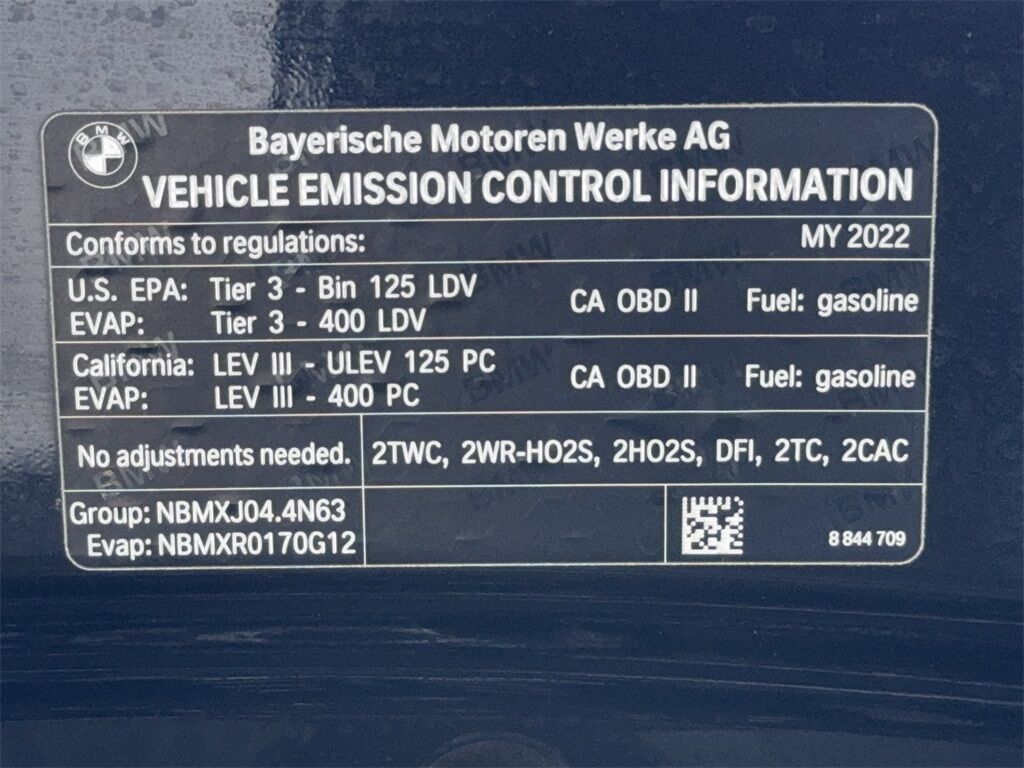 BMW
Bayerische Motoren Werke AG
VEHICLE EMISSION CONTROL INFORMATION
Conforms to regulations: MY 2022
U.S. EPA: Tier 3 - Bin 125 LDV
EVAP: Tier 3 - 400 LDV
CA OBD II Fuel: gasoline
California: LEV III - ULEV 125 PC
EVAP: LEV III - 400 PC
CA OBD II Fuel: gasoline
No adjustments needed. 2TWC, 2WR-HO2S, 2HO2S, DFI, 2TC, 2CAC
Group: NBMXJ04.4N63
Evap: NBMXR0170G12
8 844 709